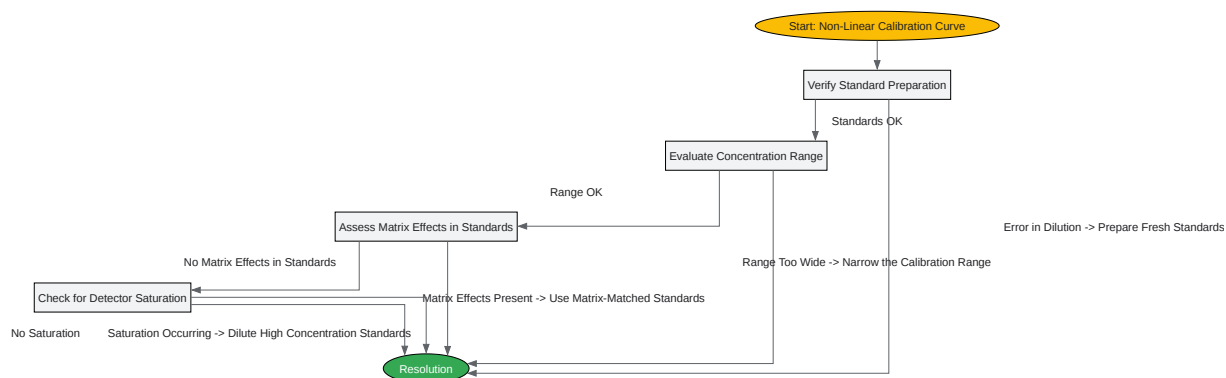 Start: Non-Linear Calibration Curve
Verify Standard Preparation
Standards OK
Evaluate Concentration Range
Range OK
Assess Matrix Effects in Standards
Error in Dilution -> Prepare Fresh Standards
No Matrix Effects in Standards
Range Too Wide -> Narrow the Calibration Range
Check for Detector Saturation
Matrix Effects Present -> Use Matrix-Matched Standards
No Saturation
Saturation Occurring -> Dilute High Concentration Standards
Resolution